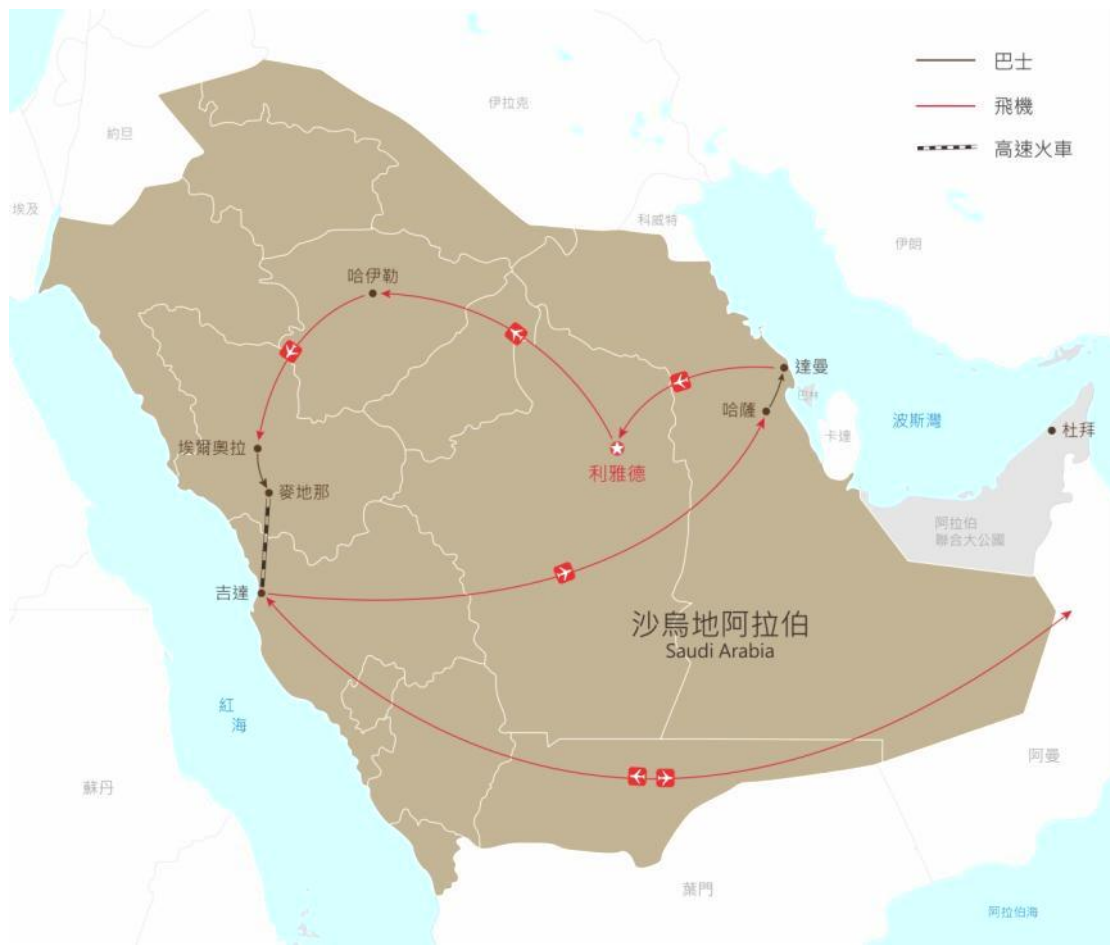 巴士
飛機
高速火車
伊拉克
約旦
埃及
科威特
伊朗
哈伊勒
達曼
巴林
哈薩
卡達
波斯灣
杜拜
埃爾奧拉
利雅德
麥地那
阿拉伯
聯合大公國
吉達
沙烏地阿拉伯
Saudi Arabia
紅
海
蘇丹
阿曼
葉門
阿拉伯海